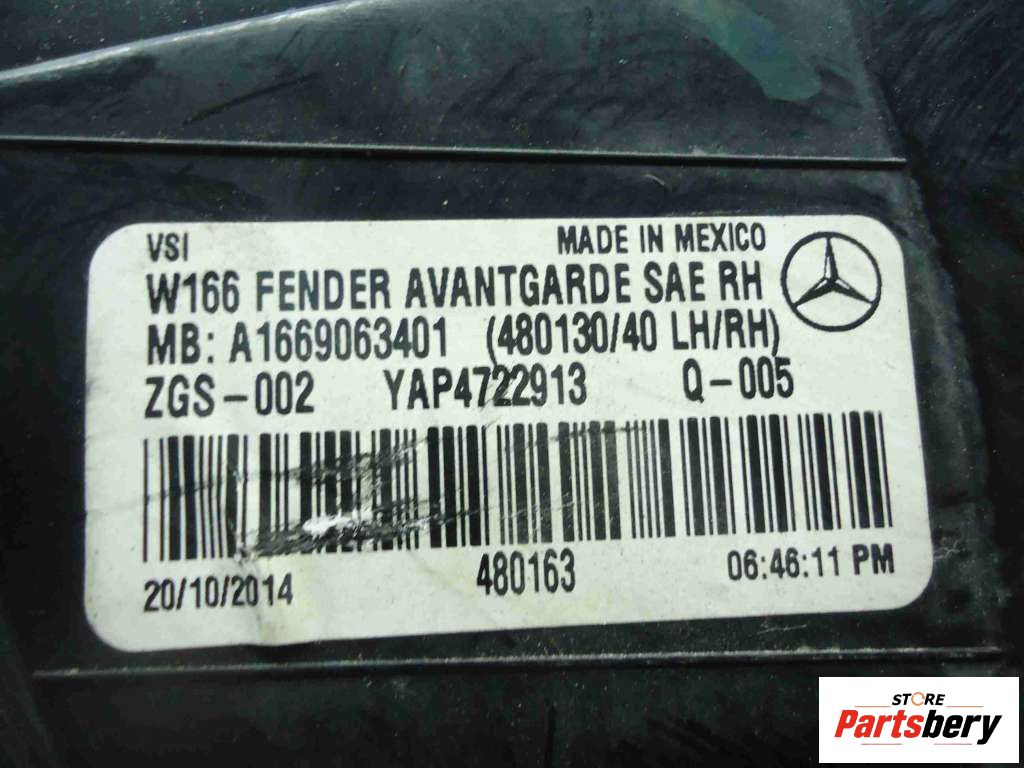 VSI MADE IN MEXICO
W166 FENDER AVANTGARDE SAE RH
MB: A1669063401 (480130/40 LH/RH)
ZGS-002 YAP4722913 Q-005
20/10/2014 480163 06:46:11 PM
STORE
Partsbery